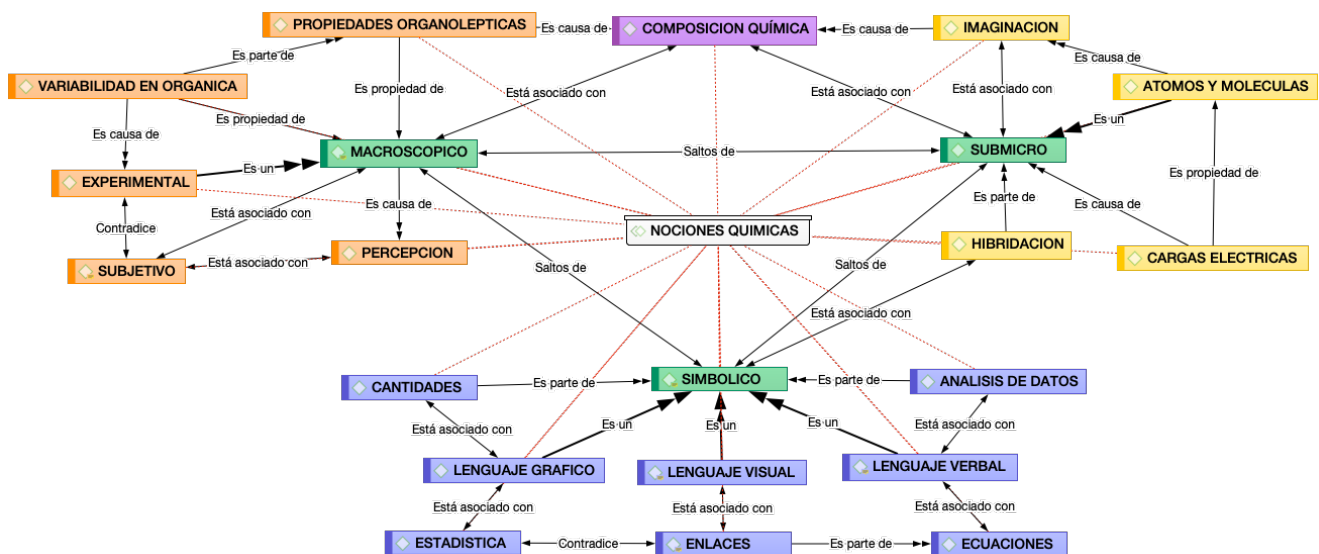 PROPIEDADES ORGANOLEPTICAS
Es causa de
COMPOSICION QUÍMICA
Es causa de
IMAGINACION
Es parte de
Es causa de
VARIABILIDAD EN ORGANICA
Es propiedad de
Está asociado con
Está asociado con
Está asociado con
ATOMOS Y MOLECULAS
Es causa de
Es propiedad de
Es un
MACROSCOPICO
Saltos de
SUBMICRO
EXPERIMENTAL
Es un
Es parte de
Es propiedad de
Está asociado con
Es causa de
Es causa de
Contradice
NOCIONES QUIMICAS
HIBRIDACION
PERCEPCION
CARGAS ELECTRICAS
SUBJETIVO
Está asociado con
Saltos de
Saltos de
Está asociado con
CANTIDADES
Es parte de
SIMBOLICO
Es parte de
ANALISIS DE DATOS
Está asociado con
Es un
Es un
Es un
Está asociado con
LENGUAJE GRAFICO
LENGUAJE VISUAL
LENGUAJE VERBAL
Está asociado con
Está asociado con
Está asociado con
ESTADISTICA
Contradice
ENLACES
Es parte de
ECUACIONES